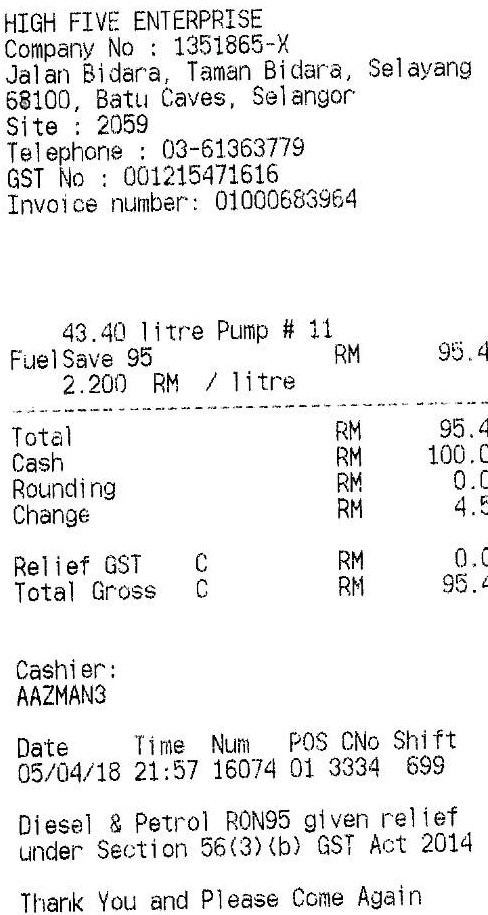 HIGH FIVE ENTERPRISE
Company No : 1351865-X
Jalan Bidara, Taman Bidara, Selayang
68100, Batu Caves, Selangor
Site : 2059
Telephone : 03-61363779
GST No : 001215471616
Invoice number: 01000683964
43.40 litre Pump # 11
FuelSave 95 RM 95.4
2.200 RM / litre
Total RM 95.4
Cash RM 100.0
Rounding RM 0.0
Change RM 4.5
Relief GST C RM 0.0
Total Gross C RM 95.4
Cashier:
AAZMAN3
Date Time Num POS CNo Shift
05/04/18 21:57 16074 01 3334 699
Diesel & Petrol RON95 given relief
under Section 56(3)(b) GST Act 2014
Thank You and Please Come Again